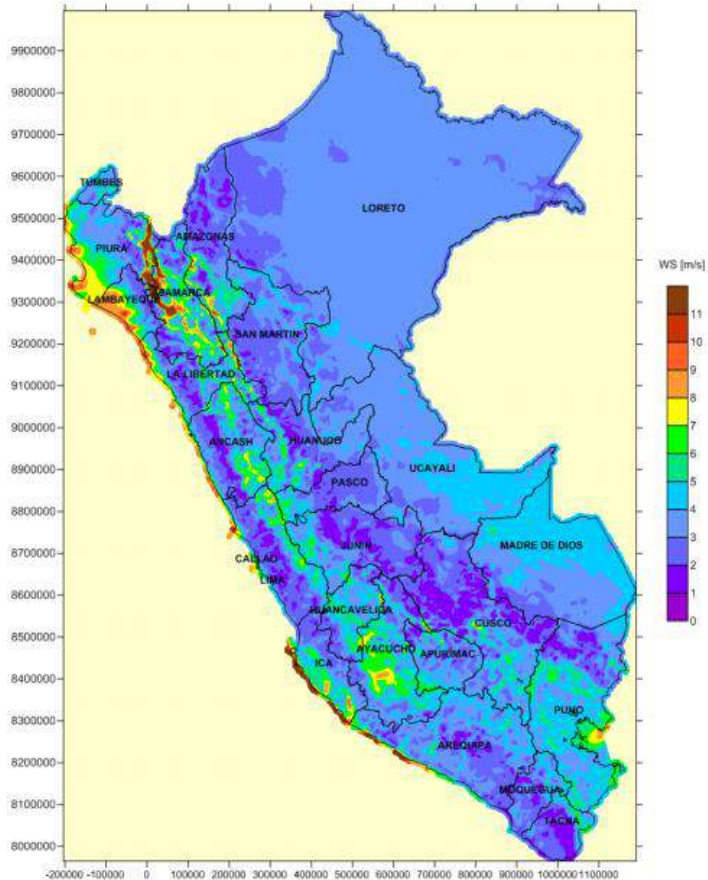 9900000
9800000
9700000
9600000
9500000
9400000
9300000
9200000
9100000
9000000
8900000
8800000
8700000
8600000
8500000
8400000
8300000
8200000
8100000
8000000
-200000 -100000 0 100000 200000 300000 400000 500000 600000 700000 800000 900000 1000000 1100000
TUMBES
LORETO
PIURA
AMAZONAS
LAMBAYEQUE
CAJAMARCA
SAN MARTIN
LA LIBERTAD
ANCASH
HUANUCO
UCAYALI
PASCO
JUNIN
MADRE DE DIOS
CALLAO
LIMA
HUANCAVELICA
CUSCO
AYACUCHO
APURIMAC
ICA
PUNO
AREQUIPA
MOQUEGUA
TACNA
WS [m/s]
11
10
9
8
7
6
5
4
3
2
1
0